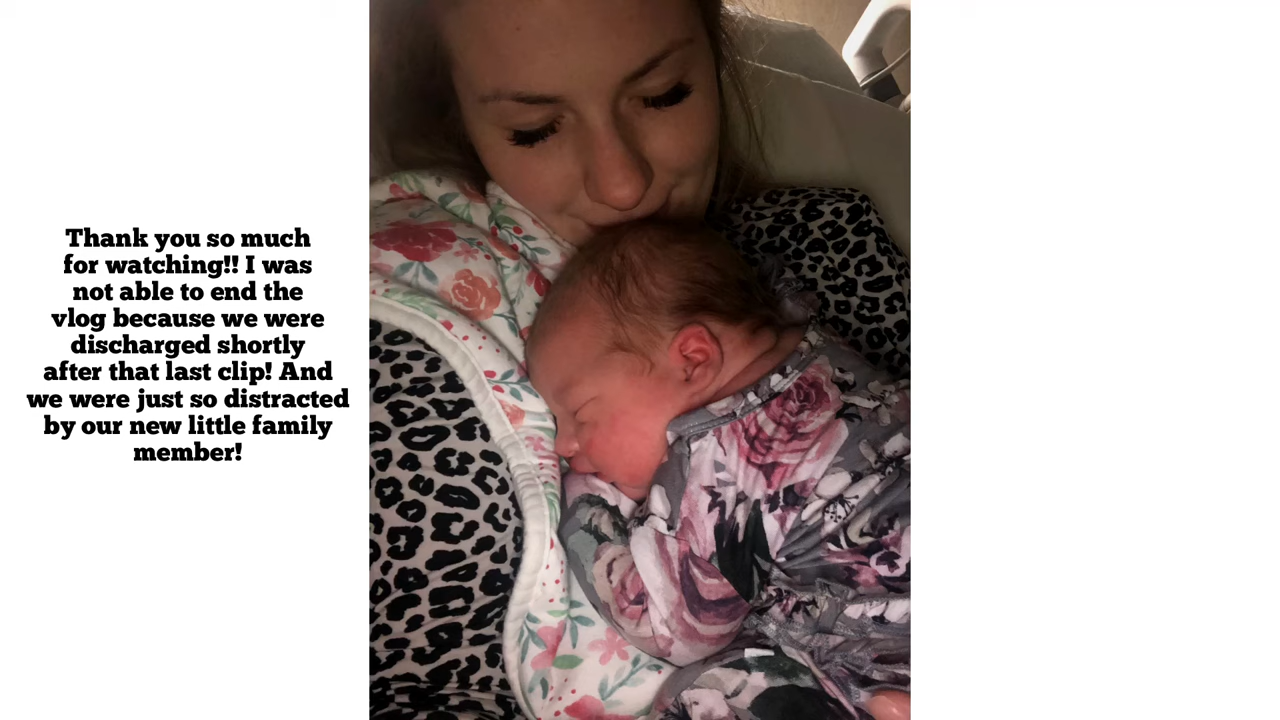 Thank you so much
for watching!! I was
not able to end the
vlog because we were
discharged shortly
after that last clip! And
we were just so distracted
by our new little family
member!